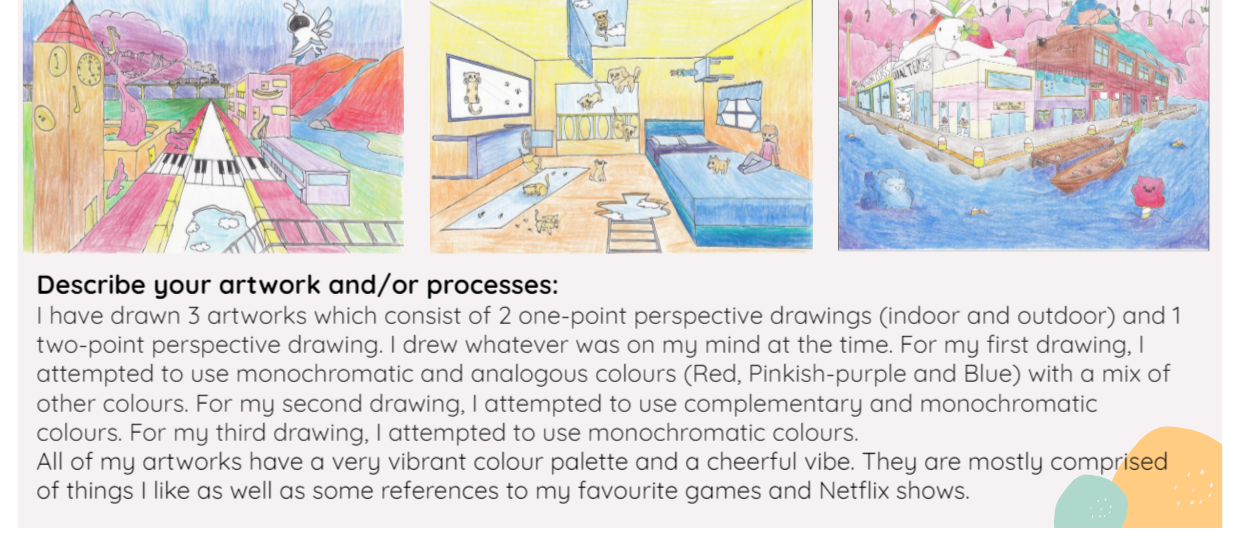 Describe your artwork and/or processes:
I have drawn 3 artworks which consist of 2 one-point perspective drawings (indoor and outdoor) and 1
two-point perspective drawing. I drew whatever was on my mind at the time. For my first drawing, I
attempted to use monochromatic and analogous colours (Red, Pinkish-purple and Blue) with a mix of
other colours. For my second drawing, I attempted to use complementary and monochromatic
colours. For my third drawing, I attempted to use monochromatic colours.
All of my artworks have a very vibrant colour palette and a cheerful vibe. They are mostly comprised
of things I like as well as some references to my favourite games and Netflix shows.